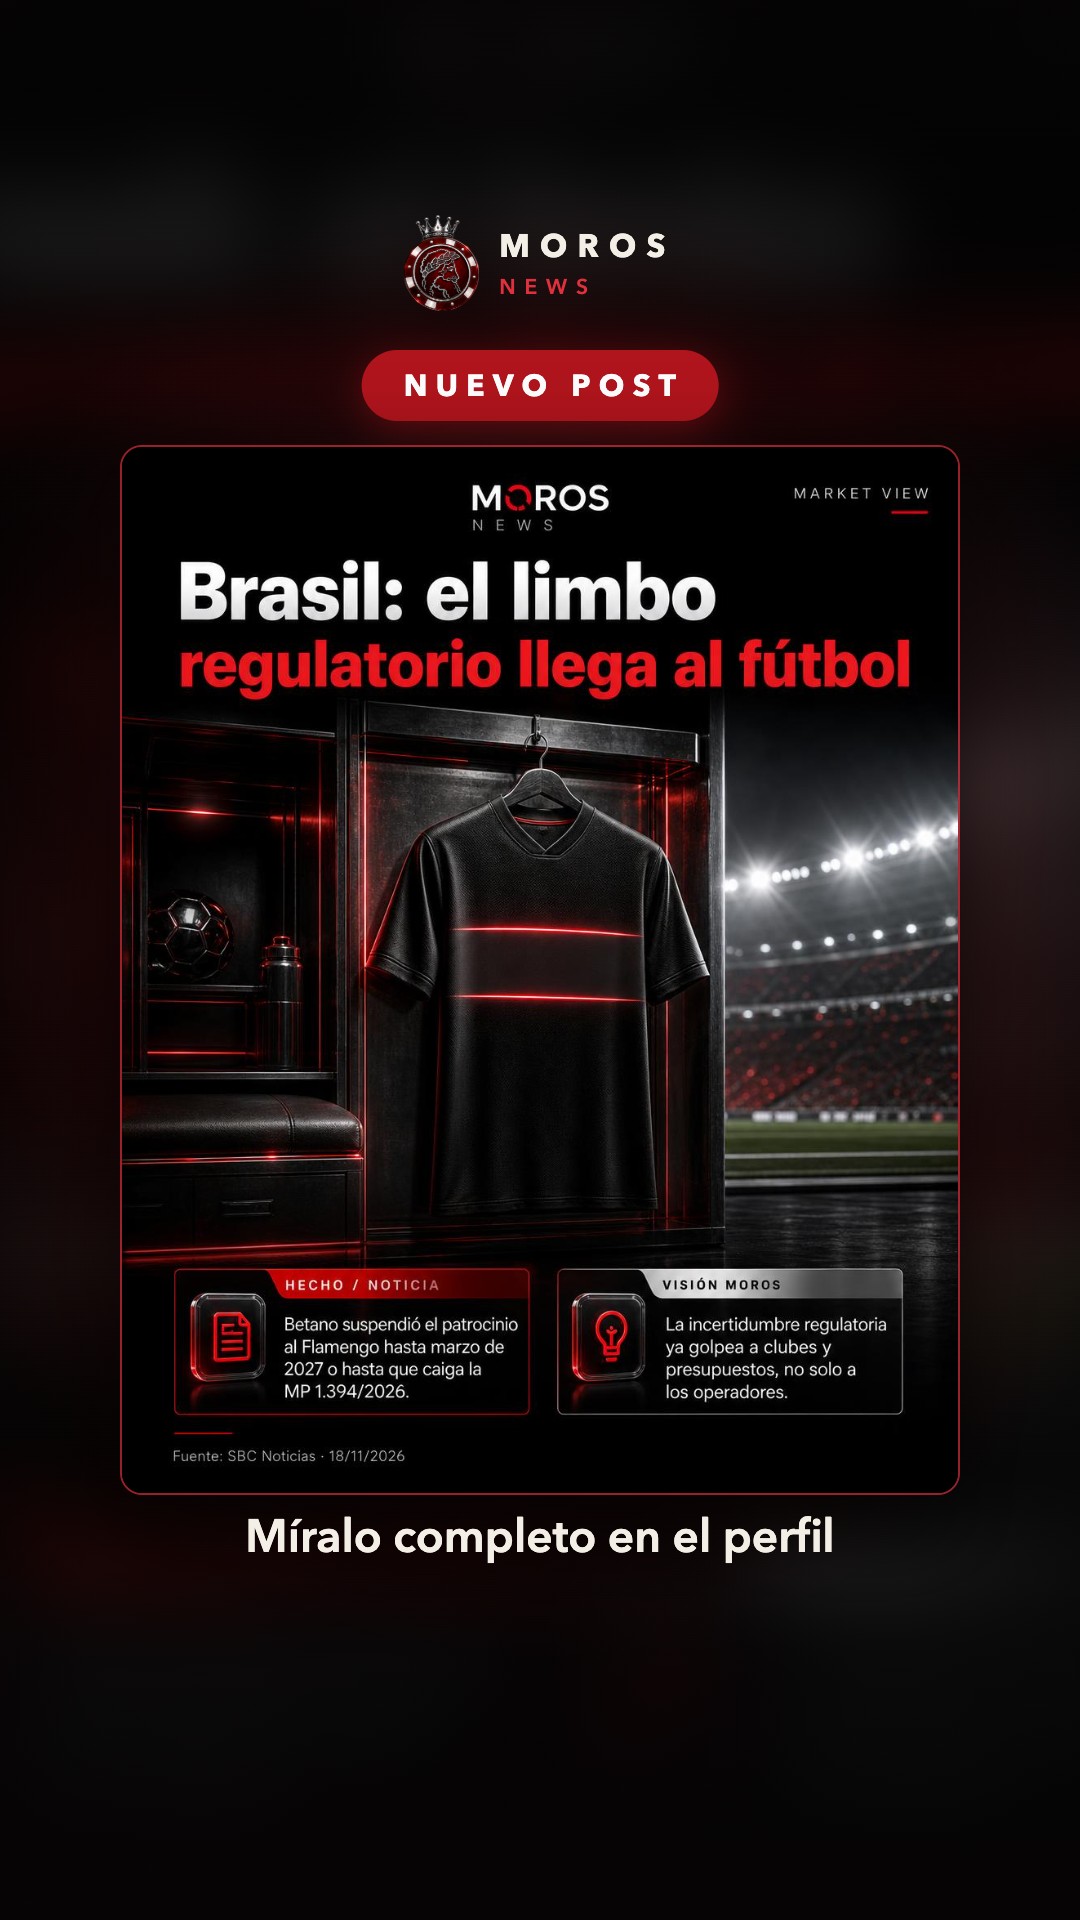 MOROS
NEWS
NUEVO POST
MOROS
NEWS
MARKET VIEW
Brasil: el limbo
regulatorio llega al fútbol
HECHO / NOTICIA
Betano suspendió el patrocinio
al Flamengo hasta marzo de
2027 o hasta que caiga la
MP 1.394/2026.
VISIÓN MOROS
La incertidumbre regulatoria
ya golpea a clubes y
presupuestos, no solo a
los operadores.
Fuente: SBC Noticias · 18/11/2026
Míralo completo en el perfil